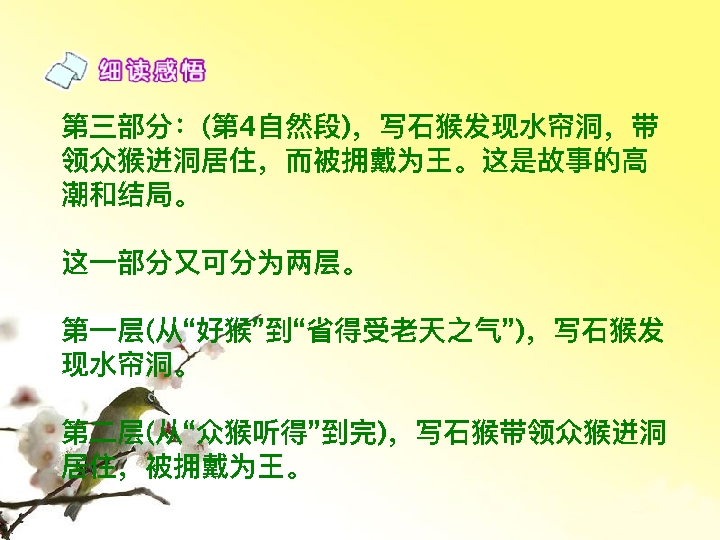 细读感悟
第三部分：(第4自然段)，写石猴发现水帘洞，带
领众猴迸洞居住，而被拥戴为王。这是故事的高
潮和结局。
这一部分又可分为两层。
第一层(从“好猴”到“省得受老天之气”)，写石猴发
现水帘洞。
第二层(从“众猴听得”到完)，写石猴带领众猴迸洞
居住，被拥戴为王。